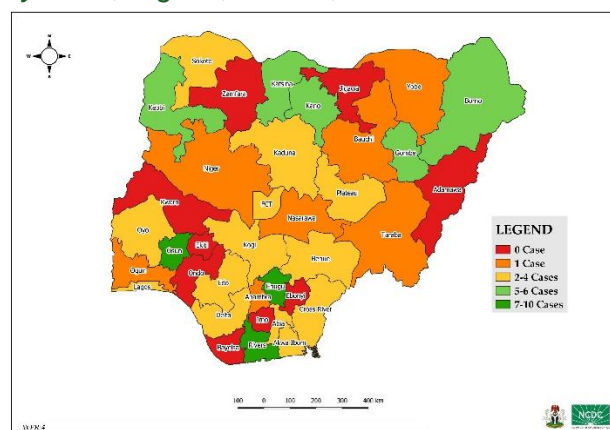 N
W
E
S
Sokoto
Zamfara
Katsina
Jigawa
Yobe
Borno
Kebbi
Kano
Bauchi
Gombe
Kaduna
Niger
Adamawa
Plateau
FCT
Kwara
Nasarawa
Taraba
Oyo
Kogi
Benue
Osun
Ekiti
Ogun
Ondo
Edo
Enugu
Ebonyi
Lagos
Anambra
Cross River
Delta
Imo
Abia
Bayelsa
Rivers
Akwa Ibom
LEGEND
0 Case
1 Case
2-4 Cases
5-6 Cases
7-10 Cases
100 0 100 200 300 400 km
NCDC